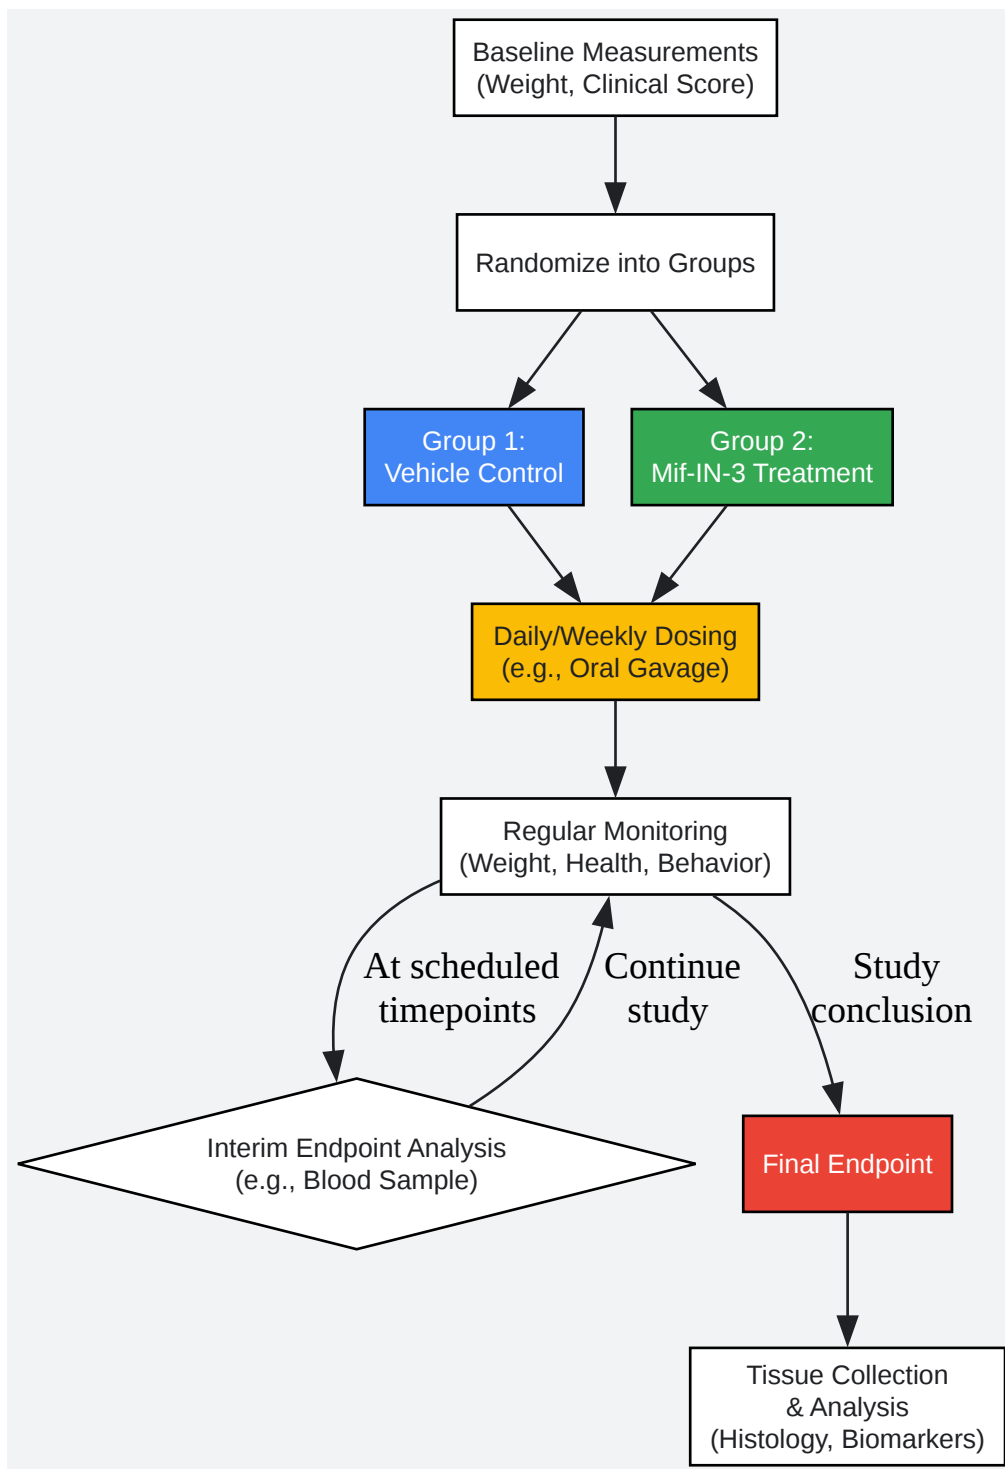 Baseline Measurements
(Weight, Clinical Score)
Randomize into Groups
Group 1:
Vehicle Control
Group 2:
Mif-IN-3 Treatment
Daily/Weekly Dosing
(e.g., Oral Gavage)
Regular Monitoring
(Weight, Health, Behavior)
At scheduled
timepoints
Continue
study
Study
conclusion
Interim Endpoint Analysis
(e.g., Blood Sample)
Final Endpoint
Tissue Collection
& Analysis
(Histology, Biomarkers)